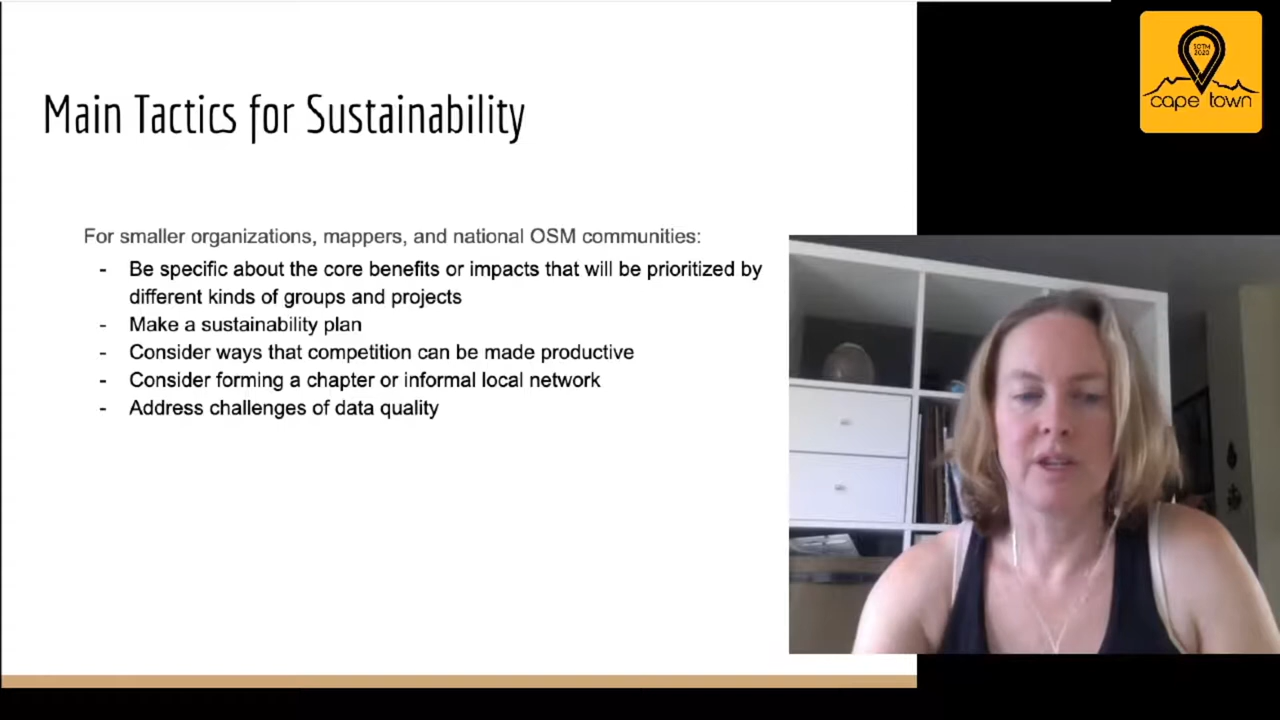 Main Tactics for Sustainability
For smaller organizations, mappers, and national OSM communities:
- Be specific about the core benefits or impacts that will be prioritized by
different kinds of groups and projects
- Make a sustainability plan
- Consider ways that competition can be made productive
- Consider forming a chapter or informal local network
- Address challenges of data quality
SOTM
2020
cape town